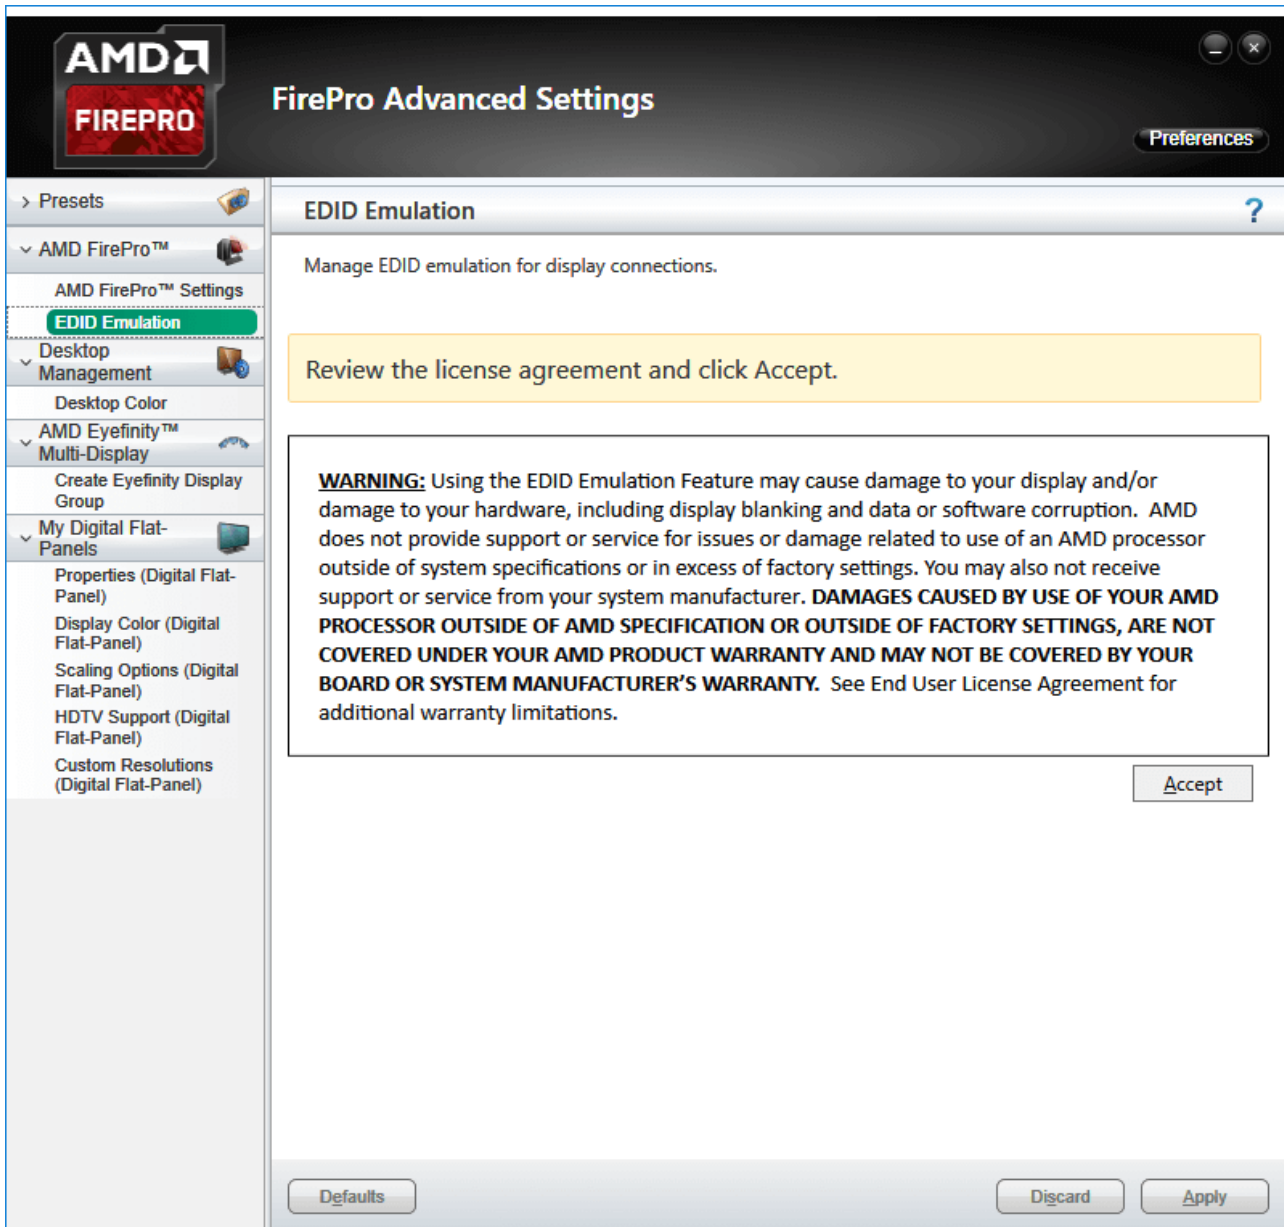 AMD
FIREPRO
FirePro Advanced Settings
Preferences
Presets
AMD FirePro™
AMD FirePro™ Settings
EDID Emulation
Desktop
Management
Desktop Color
AMD Eyefinity™
Multi-Display
Create Eyefinity Display
Group
My Digital Flat-
Panels
Properties (Digital Flat-
Panel)
Display Color (Digital
Flat-Panel)
Scaling Options (Digital
Flat-Panel)
HDTV Support (Digital
Flat-Panel)
Custom Resolutions
(Digital Flat-Panel)
EDID Emulation
?
Manage EDID emulation for display connections.
Review the license agreement and click Accept.
WARNING: Using the EDID Emulation Feature may cause damage to your display and/or
damage to your hardware, including display blanking and data or software corruption.  AMD
does not provide support or service for issues or damage related to use of an AMD processor
outside of system specifications or in excess of factory settings. You may also not receive
support or service from your system manufacturer. DAMAGES CAUSED BY USE OF YOUR AMD
PROCESSOR OUTSIDE OF AMD SPECIFICATION OR OUTSIDE OF FACTORY SETTINGS, ARE NOT
COVERED UNDER YOUR AMD PRODUCT WARRANTY AND MAY NOT BE COVERED BY YOUR
BOARD OR SYSTEM MANUFACTURER'S WARRANTY.  See End User License Agreement for
additional warranty limitations.
Accept
Defaults
Discard
Apply